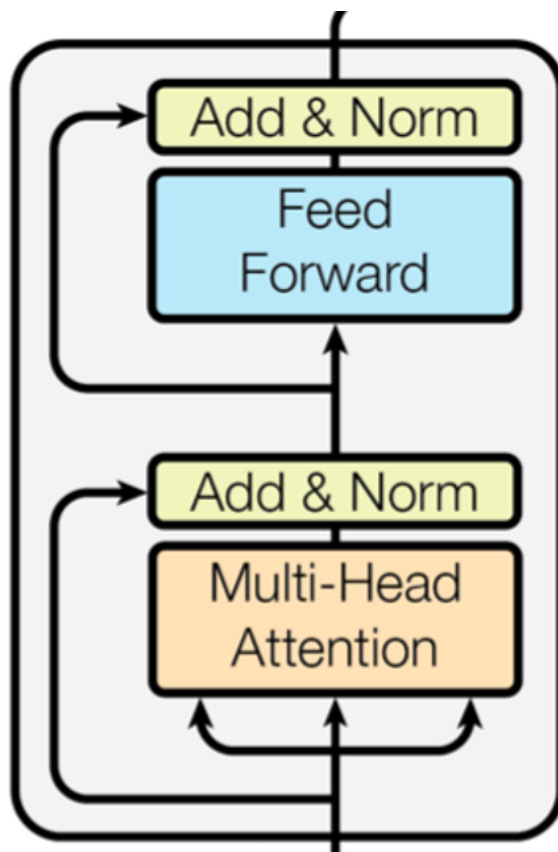 Add & Norm
Feed
Forward
Add & Norm
Multi-Head
Attention